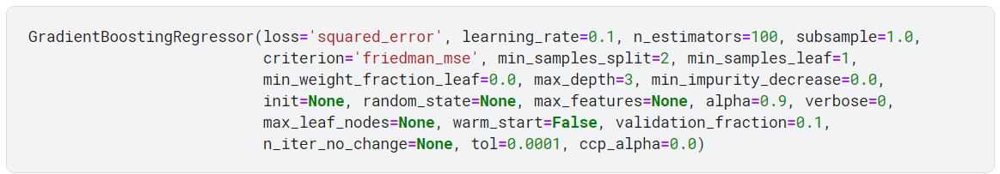 GradientBoostingRegressor(loss='squared_error', learning_rate=0.1, n_estimators=100, subsample=1.0,
criterion='friedman_mse', min_samples_split=2, min_samples_leaf=1,
min_weight_fraction_leaf=0.0, max_depth=3, min_impurity_decrease=0.0,
init=None, random_state=None, max_features=None, alpha=0.9, verbose=0,
max_leaf_nodes=None, warm_start=False, validation_fraction=0.1,
n_iter_no_change=None, tol=0.0001, ccp_alpha=0.0)